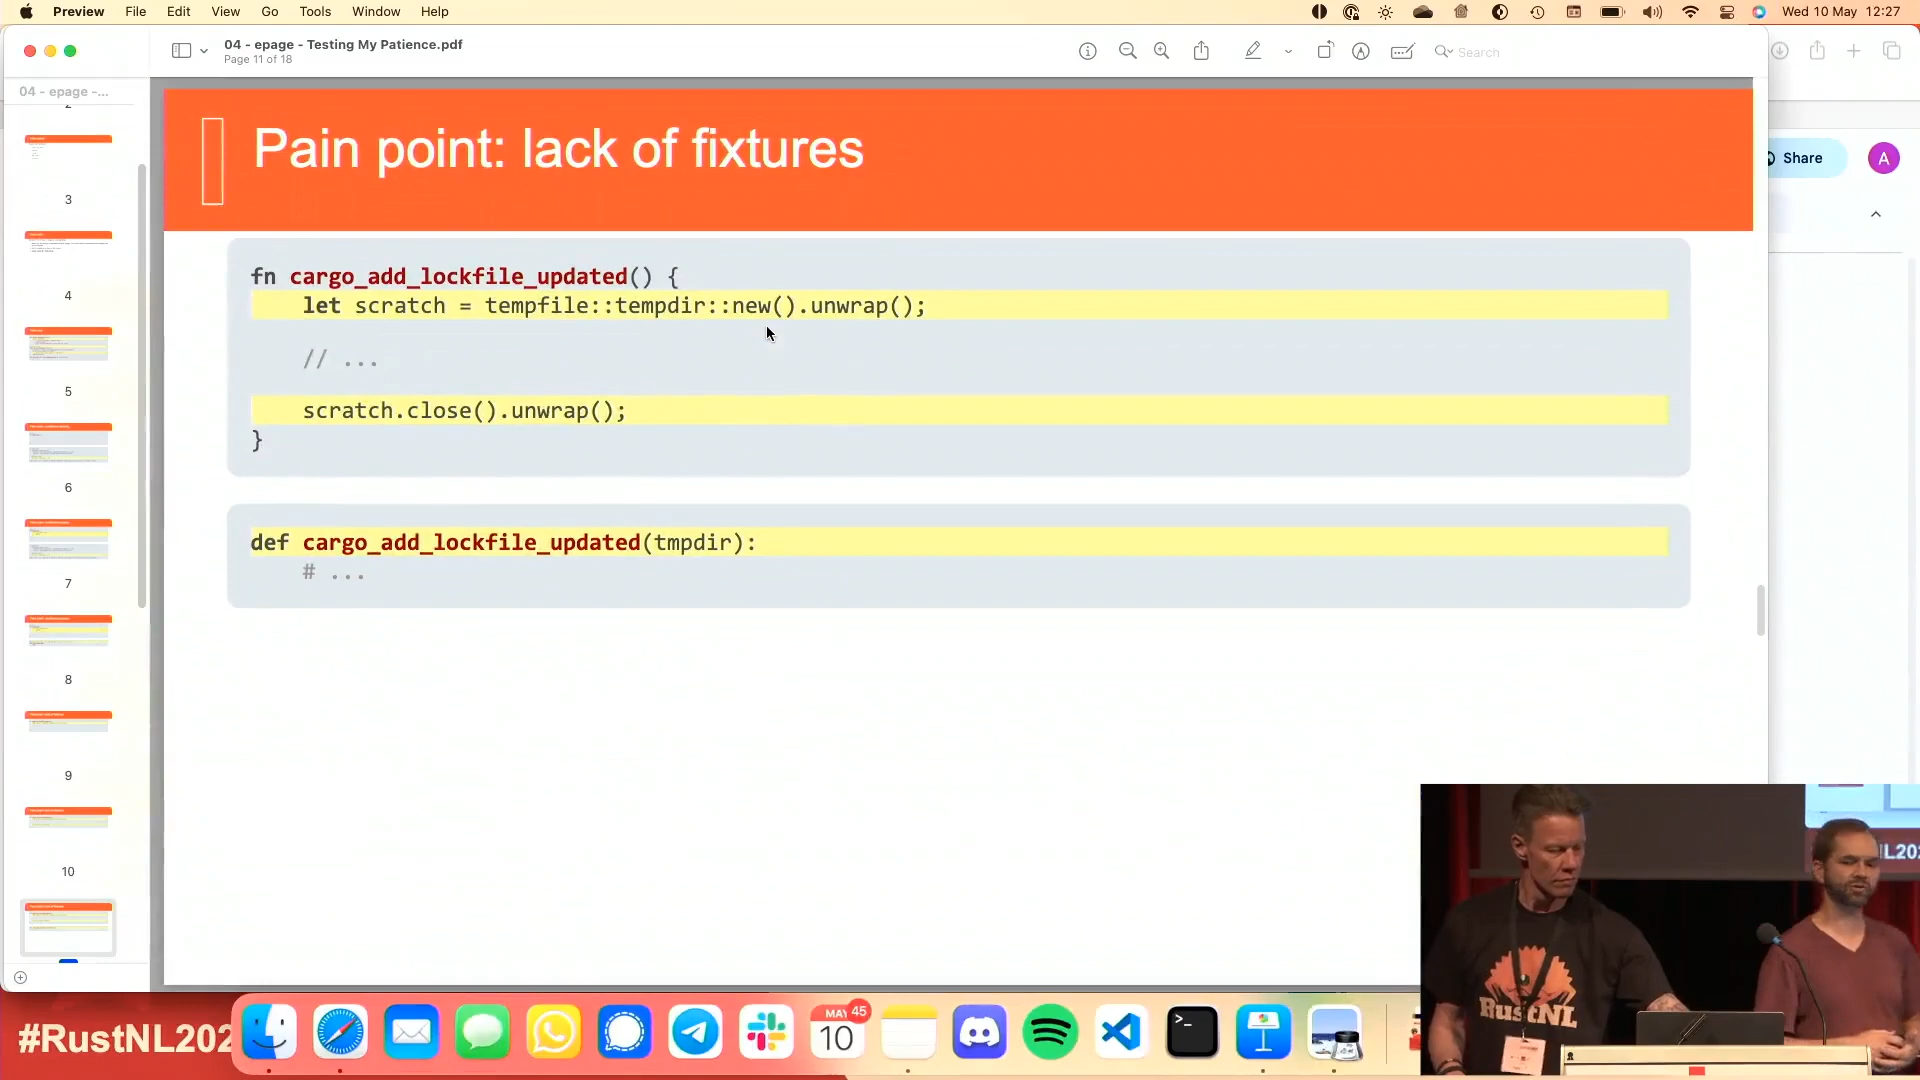 Preview File Edit View Go Tools Window Help
Wed 10 May 12:27
04 - epage - Testing My Patience.pdf
Page 11 of 18
Search
04 - epage -...
2
3
4
5
6
7
8
9
10
Share
A
Pain point: lack of fixtures
fn cargo_add_lockfile_updated() {
let scratch = tempfile::tempdir::new().unwrap();
// ...
scratch.close().unwrap();
}
def cargo_add_lockfile_updated(tmpdir):
# ...
#RustNL202
MAY 45
10
>_
RustNL
L202